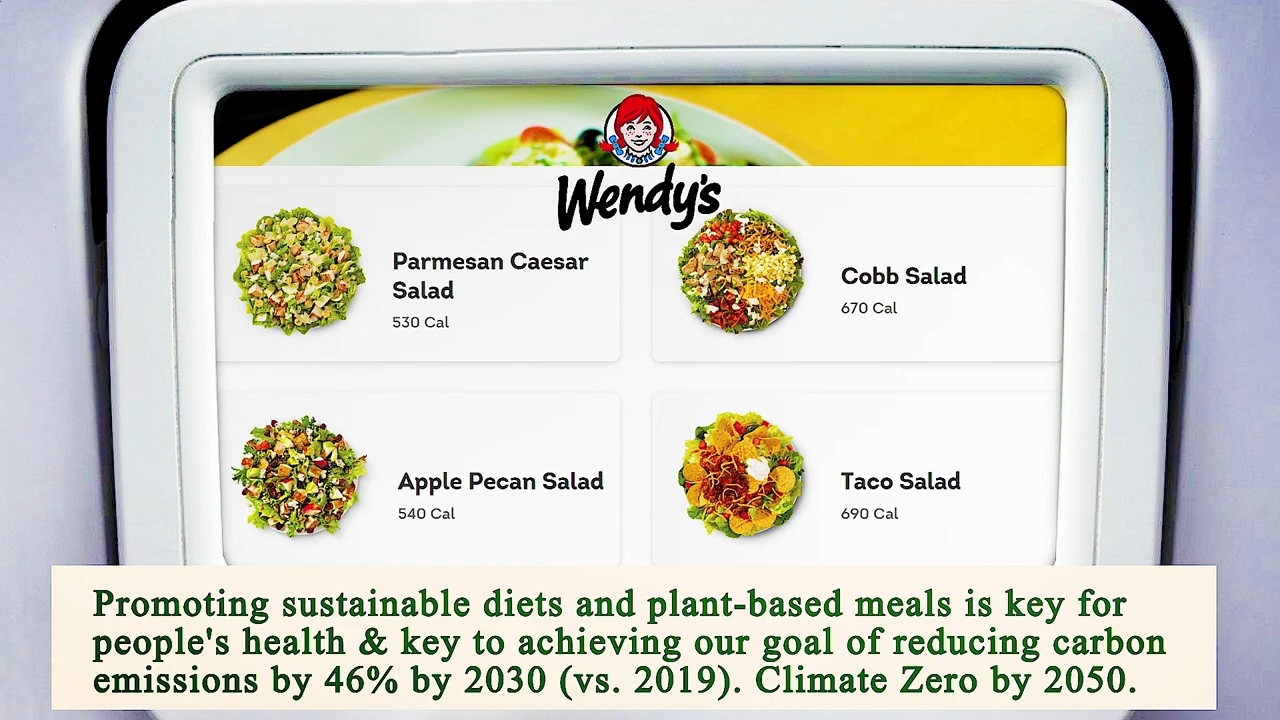 Wendy's
Parmesan Caesar
Salad
530 Cal
Cobb Salad
670 Cal
Apple Pecan Salad
540 Cal
Taco Salad
690 Cal
Promoting sustainable diets and plant-based meals is key for
people's health & key to achieving our goal of reducing carbon
emissions by 46% by 2030 (vs. 2019). Climate Zero by 2050.